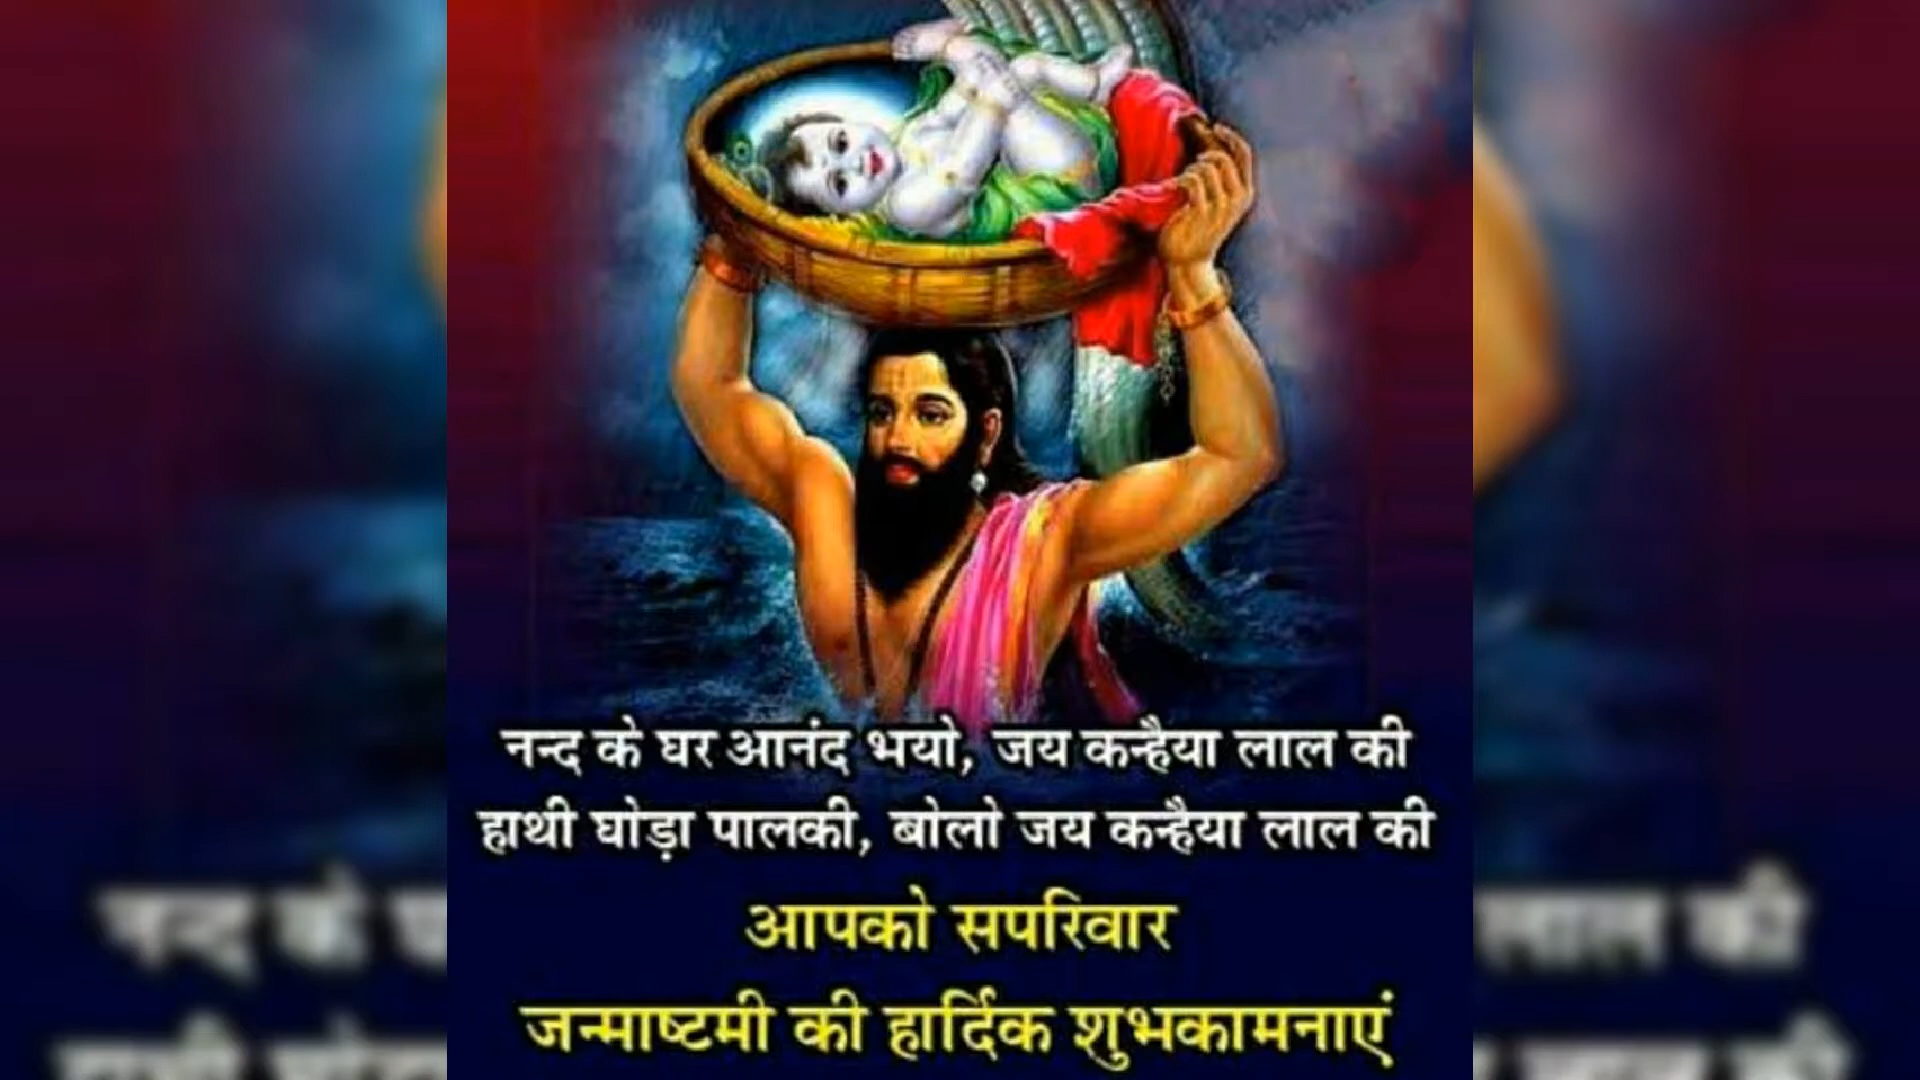 नन्द के घर आनंद भयो, जय कन्हैया लाल की
हाथी घोड़ा पालकी, बोलो जय कन्हैया लाल की
आपको सपरिवार
जन्माष्टमी की हार्दिक शुभकामनाएं